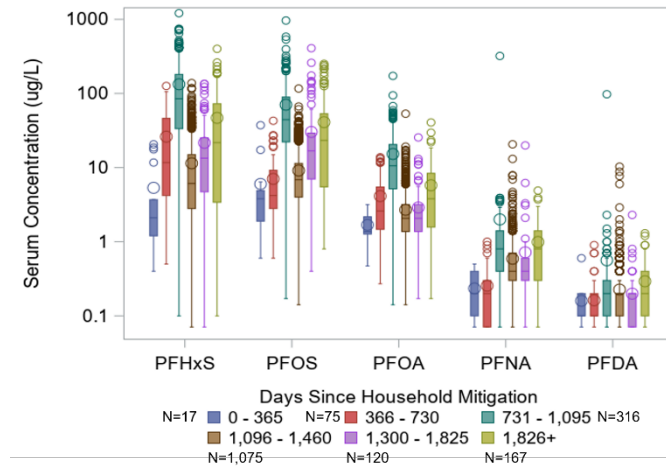 1000
100
10
1
0.1
Serum Concentration (ug/L)
PFHxS PFOS PFOA PFNA PFDA
Days Since Household Mitigation
N=17 0 - 365 N=75 366 - 730 731 - 1,095 N=316
1,096 - 1,460 1,300 - 1,825 1,826+
N=1,075 N=120 N=167